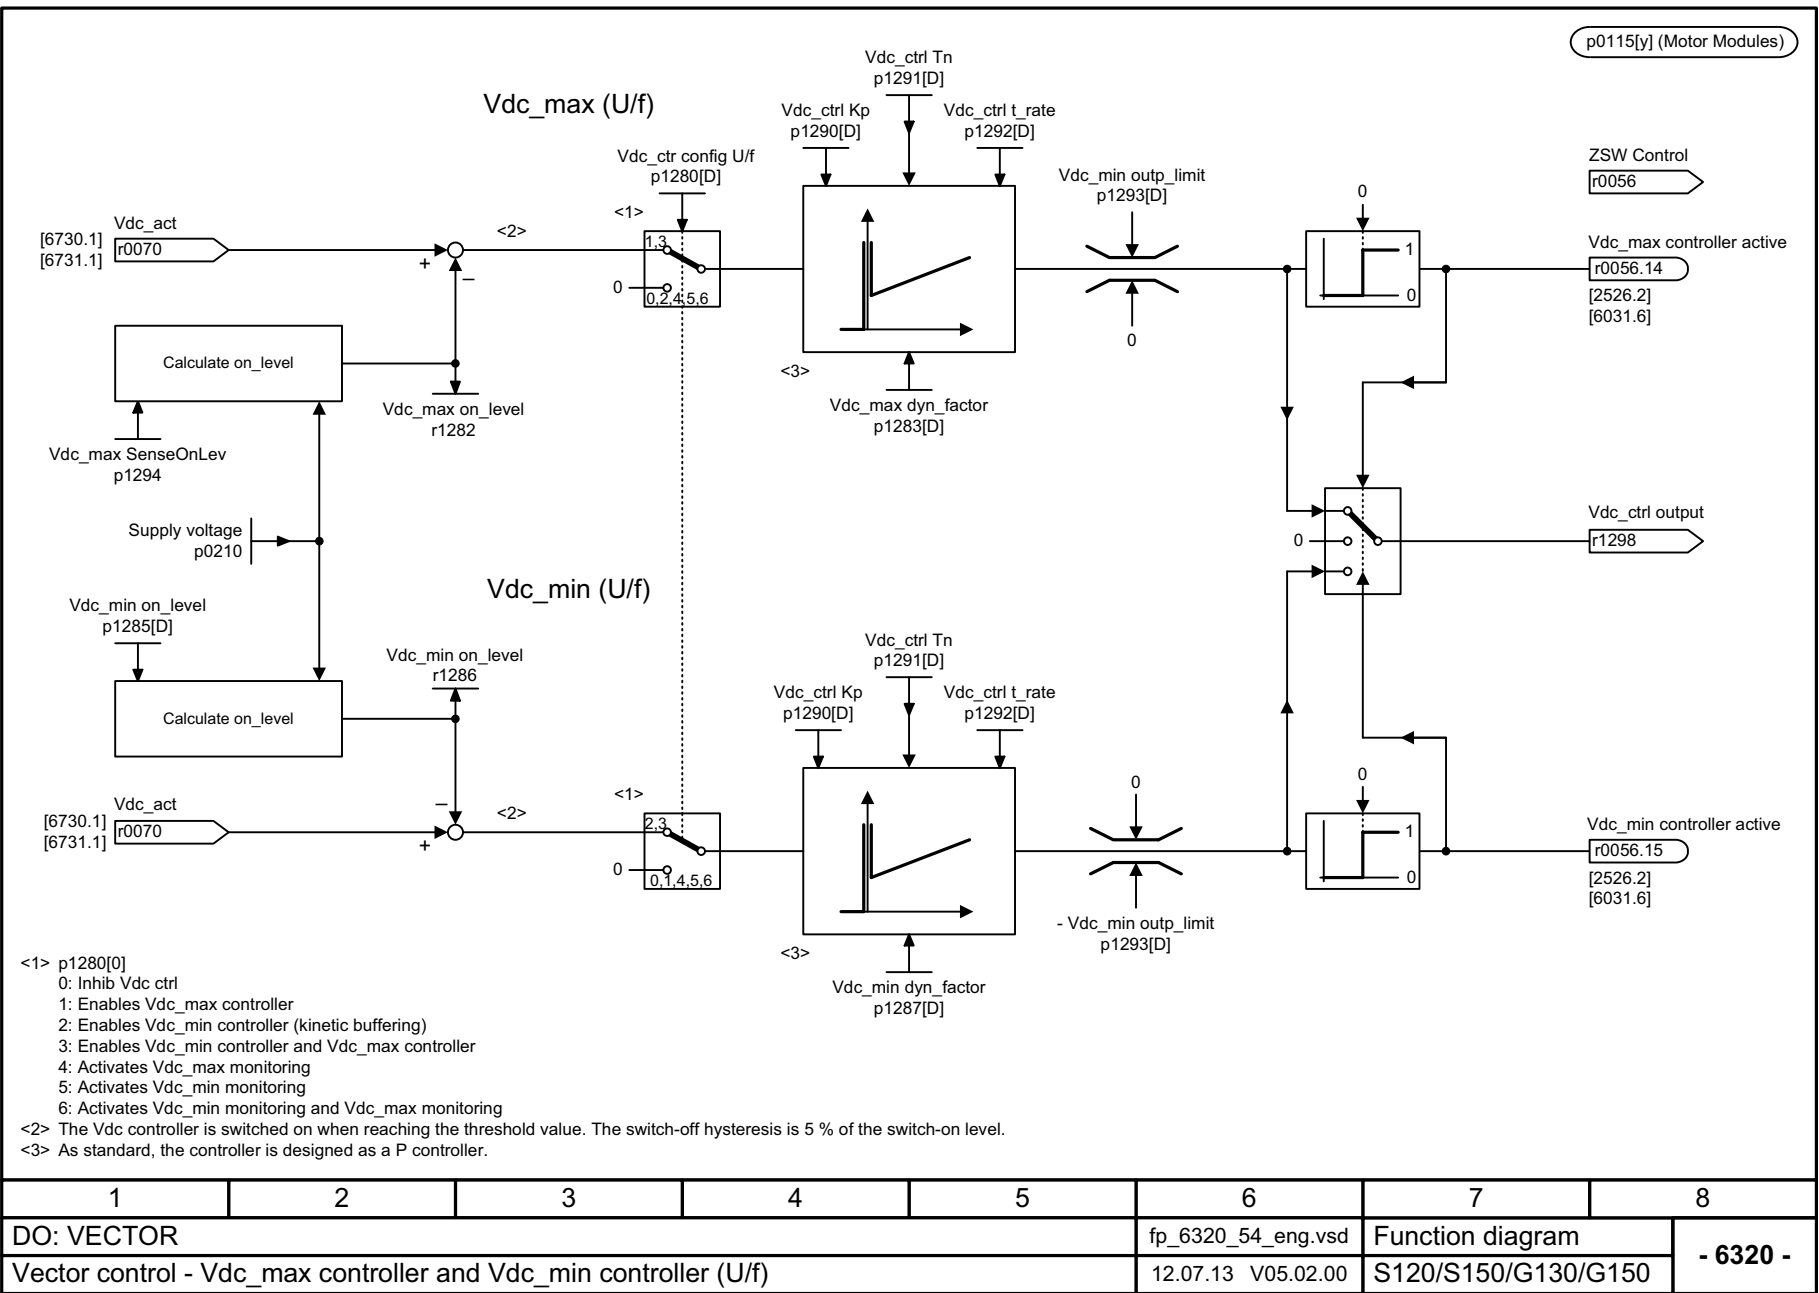 p0115[y] (Motor Modules)
Vdc_max (U/f)
Vdc_ctrl Tn
p1291[D]
Vdc_ctrl Kp
p1290[D]
Vdc_ctrl t_rate
p1292[D]
Vdc_ctr config U/f
p1280[D]
Vdc_min outp_limit
p1293[D]
ZSW Control
r0056
0
<1>
<2>
Vdc_act
[6730.1]
[6731.1]
r0070
+
–
1,3
0
0,2,4,5,6
1
0
Vdc_max controller active
r0056.14
[2526.2]
[6031.6]
0
Calculate on_level
<3>
Vdc_max on_level
r1282
Vdc_max dyn_factor
p1283[D]
Vdc_max SenseOnLev
p1294
Supply voltage
p0210
0
Vdc_ctrl output
r1298
Vdc_min (U/f)
Vdc_min on_level
p1285[D]
Vdc_min on_level
r1286
Vdc_ctrl Tn
p1291[D]
Vdc_ctrl Kp
p1290[D]
Vdc_ctrl t_rate
p1292[D]
Calculate on_level
0
0
<1>
<2>
Vdc_act
[6730.1]
[6731.1]
r0070
–
+
2,3
0
0,1,4,5,6
1
0
Vdc_min controller active
r0056.15
[2526.2]
[6031.6]
- Vdc_min outp_limit
p1293[D]
<3>
Vdc_min dyn_factor
p1287[D]
<1> p1280[0]
0: Inhib Vdc ctrl
1: Enables Vdc_max controller
2: Enables Vdc_min controller (kinetic buffering)
3: Enables Vdc_min controller and Vdc_max controller
4: Activates Vdc_max monitoring
5: Activates Vdc_min monitoring
6: Activates Vdc_min monitoring and Vdc_max monitoring
<2> The Vdc controller is switched on when reaching the threshold value. The switch-off hysteresis is 5 % of the switch-on level.
<3> As standard, the controller is designed as a P controller.
1 2 3 4 5 6 7 8
DO: VECTOR
fp_6320_54_eng.vsd
Function diagram
- 6320 -
Vector control - Vdc_max controller and Vdc_min controller (U/f)
12.07.13 V05.02.00
S120/S150/G130/G150